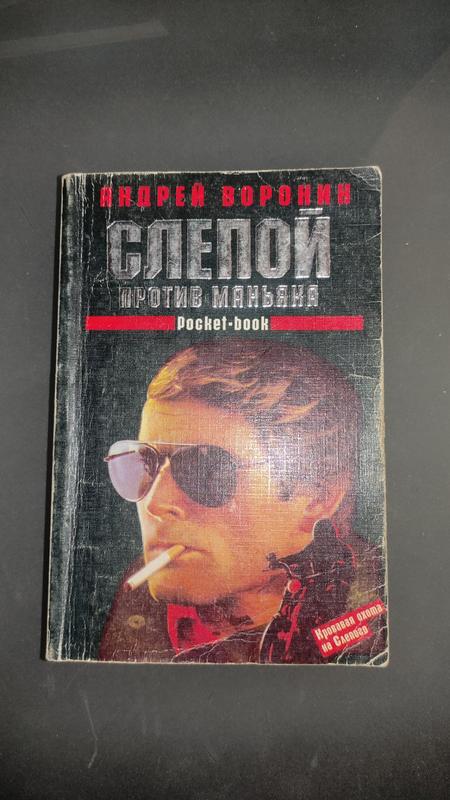 АНДРЕЙ ВОРОНИН
СЛЕПОЙ
ПРОТИВ МАНЬЯКА
Pocket-book
Кровавая охота
на Слепого